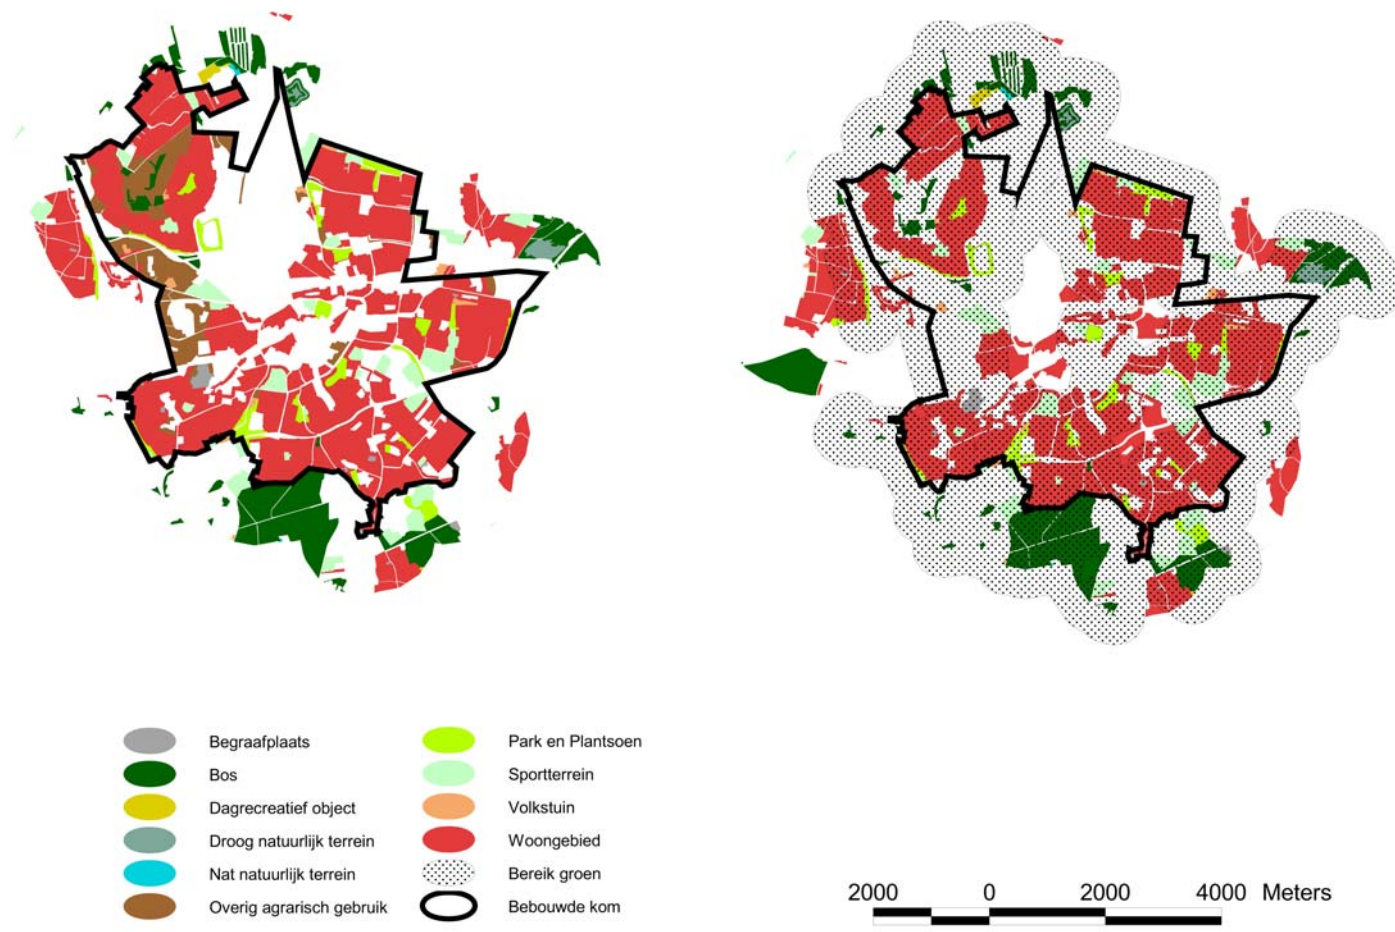 Begraafplaats
Bos
Dagrecreatief object
Droog natuurlijk terrein
Nat natuurlijk terrein
Overig agrarisch gebruik
Park en Plantsoen
Sportterrein
Volkstuin
Woongebied
Bereik groen
Bebouwde kom
2000 0 2000 4000 Meters